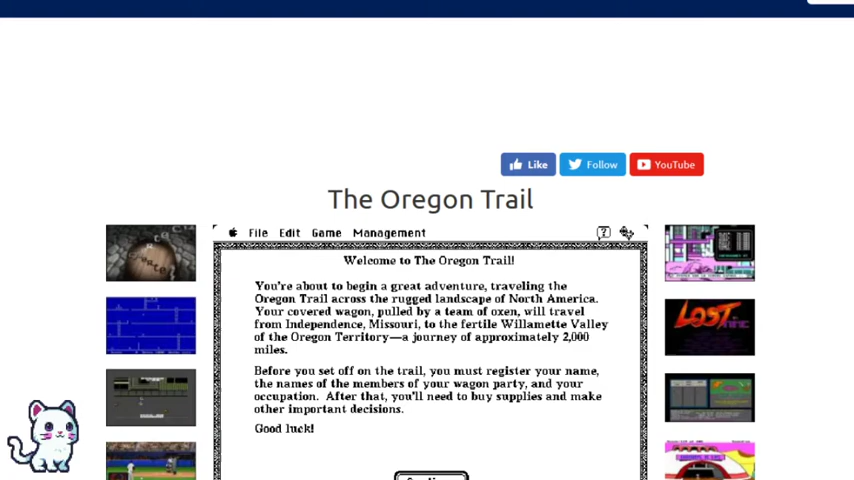 Like Follow YouTube
The Oregon Trail
File Edit Game Management
Welcome to The Oregon Trail!
You're about to begin a great adventure, traveling the
Oregon Trail across the rugged landscape of North America.
Your covered wagon, pulled by a team of oxen, will travel
from Independence, Missouri, to the fertile Willamette Valley
of the Oregon Territory—a journey of approximately 2,000
miles.
Before you set off on the trail, you must register your name,
the names of the members of your wagon party, and your
occupation. After that, you'll need to buy supplies and make
other important decisions.
Good luck!
LOST